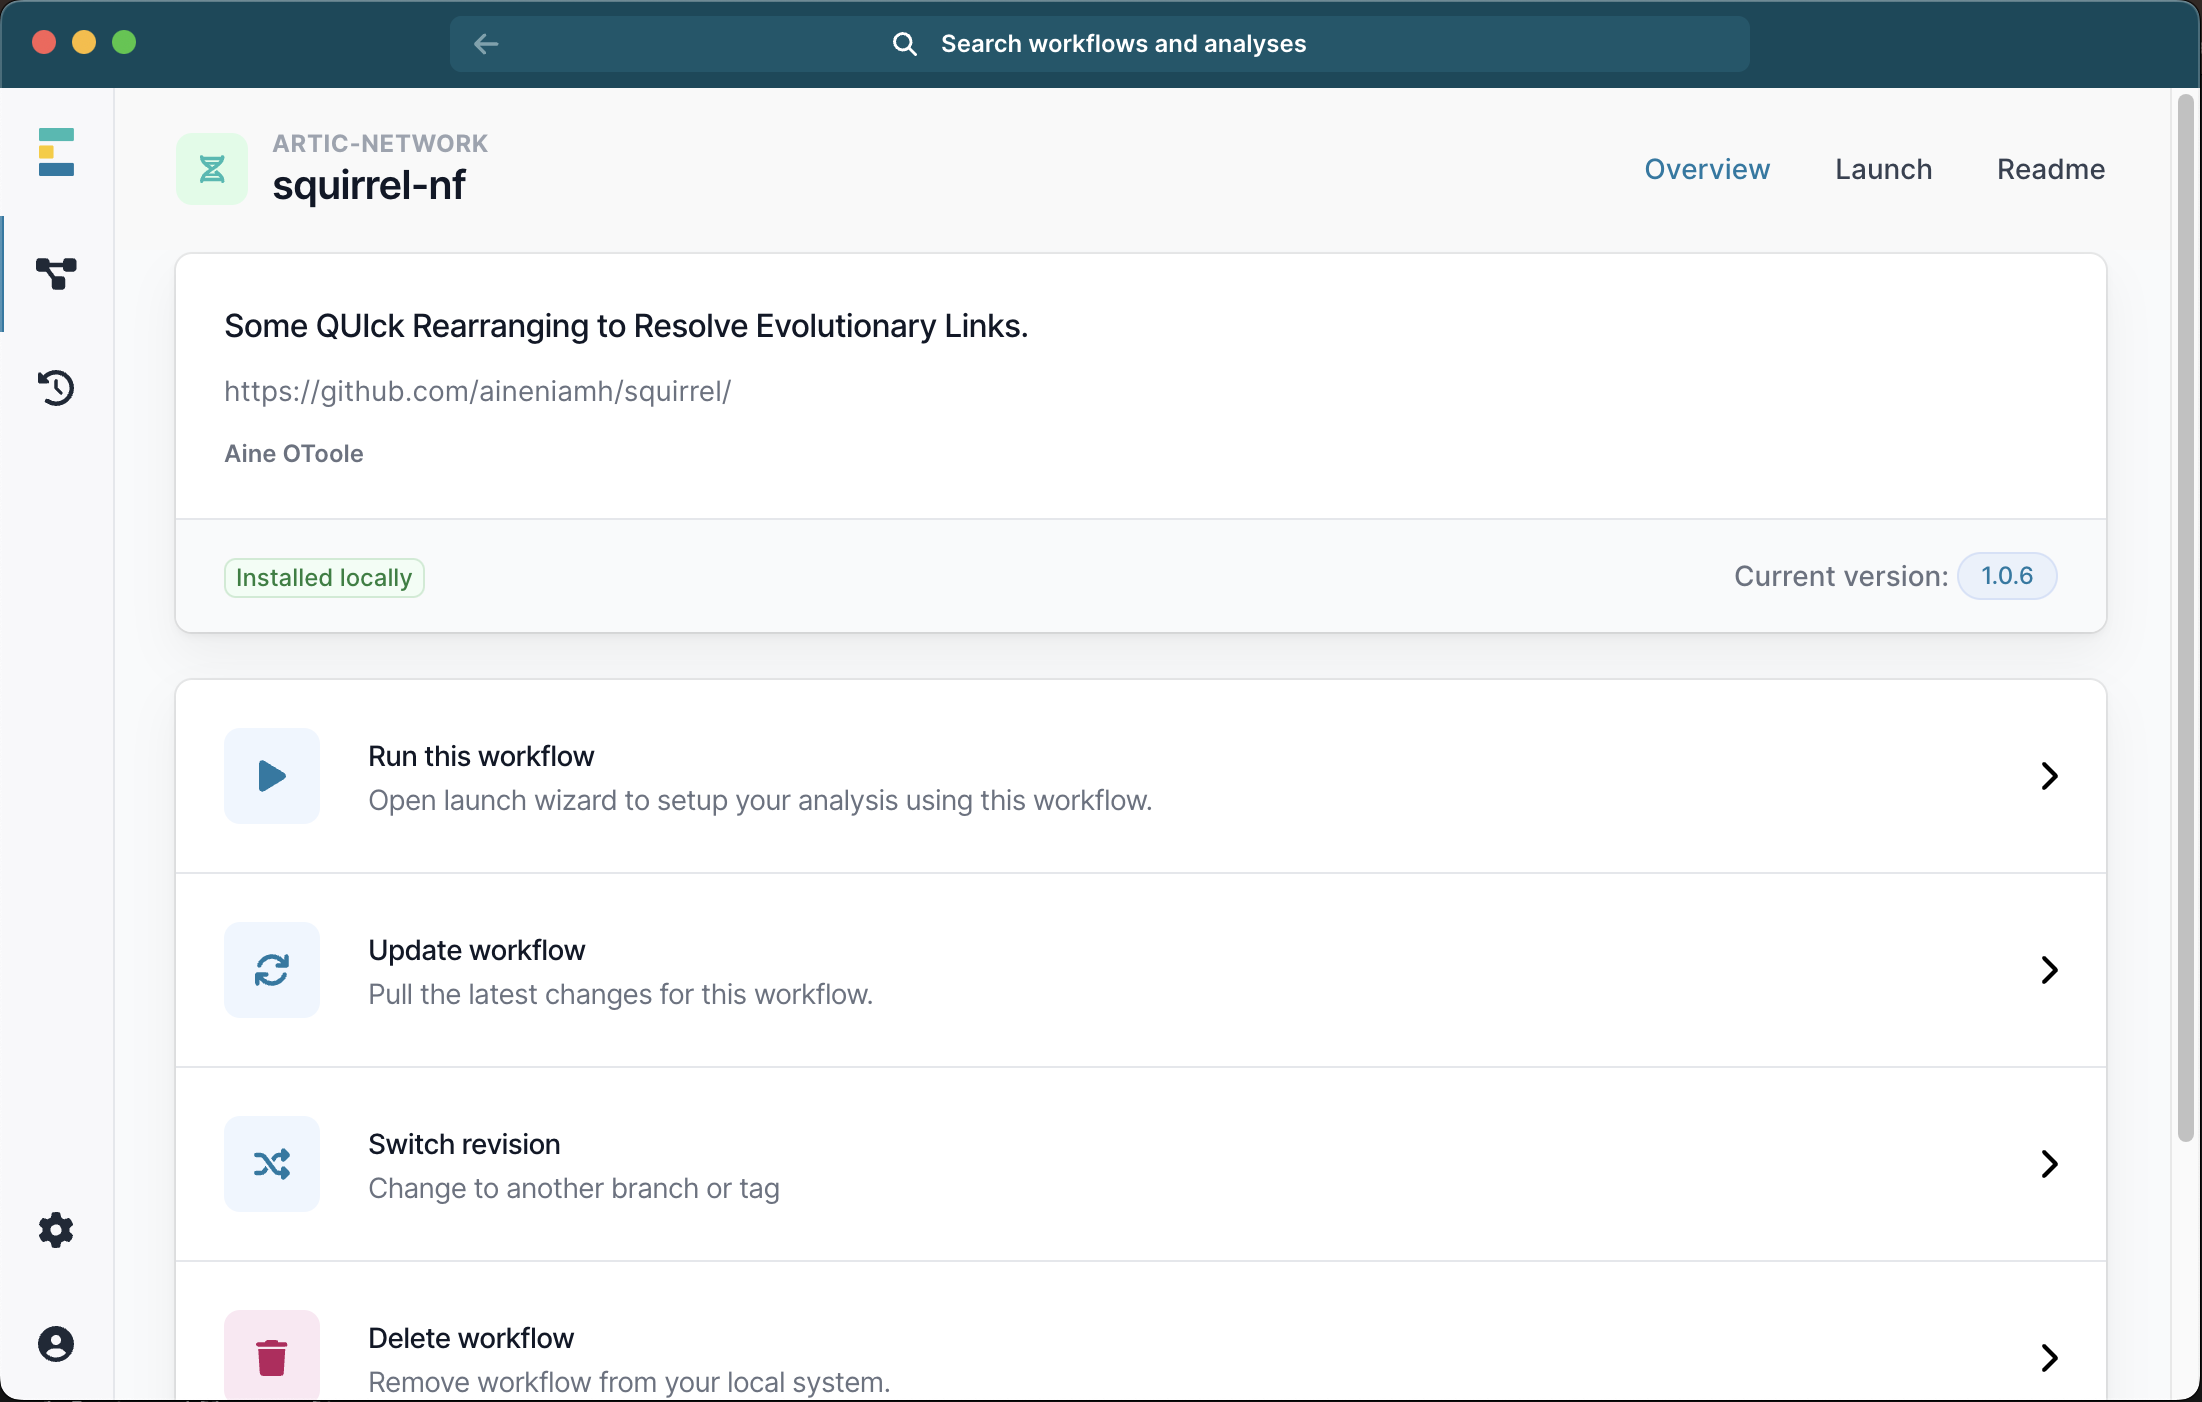 Search workflows and analyses
ARTIC-NETWORK
squirrel-nf
Overview
Launch
Readme
Some QUIck Rearranging to Resolve Evolutionary Links.
https://github.com/aineniamh/squirrel/
Aine OToole
Installed locally
Current version: 1.0.6
Run this workflow
Open launch wizard to setup your analysis using this workflow.
Update workflow
Pull the latest changes for this workflow.
Switch revision
Change to another branch or tag
Delete workflow
Remove workflow from your local system.